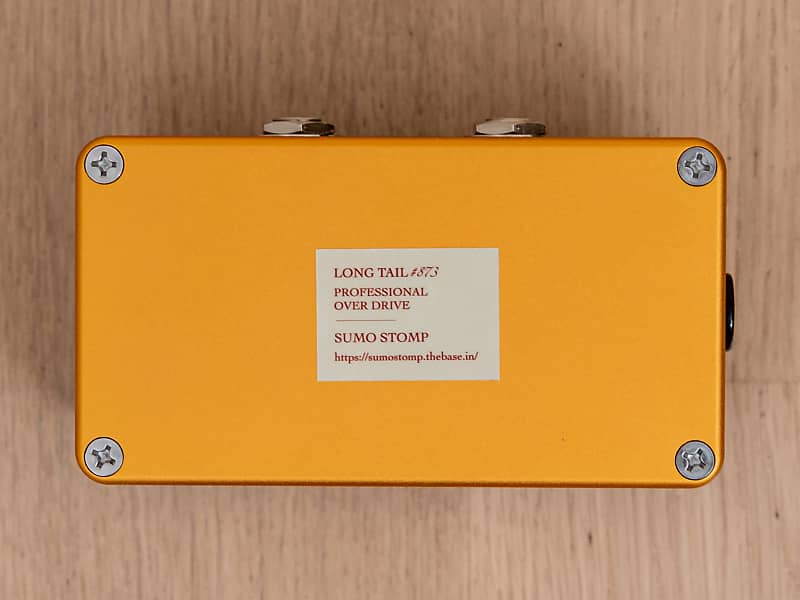 LONG TAIL #873
PROFESSIONAL
OVER DRIVE
SUMO STOMP
https://sumostomp.thebase.in/